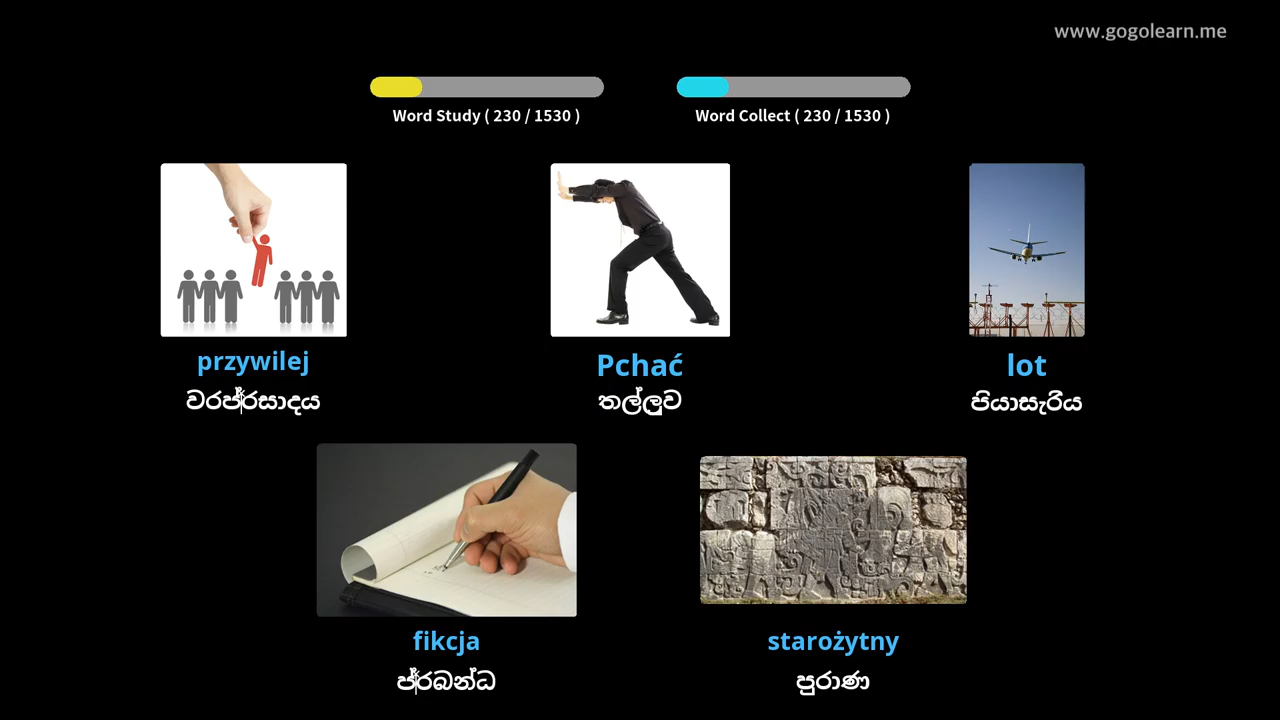 www.gogolearn.me
Word Study ( 230 / 1530 )
Word Collect ( 230 / 1530 )
przywilej
වරප්‍රසාදය
Pchać
තල්ලුව
lot
පියාසැරිය
fikcja
ප්‍රබන්ධ
starożytny
පුරාණ